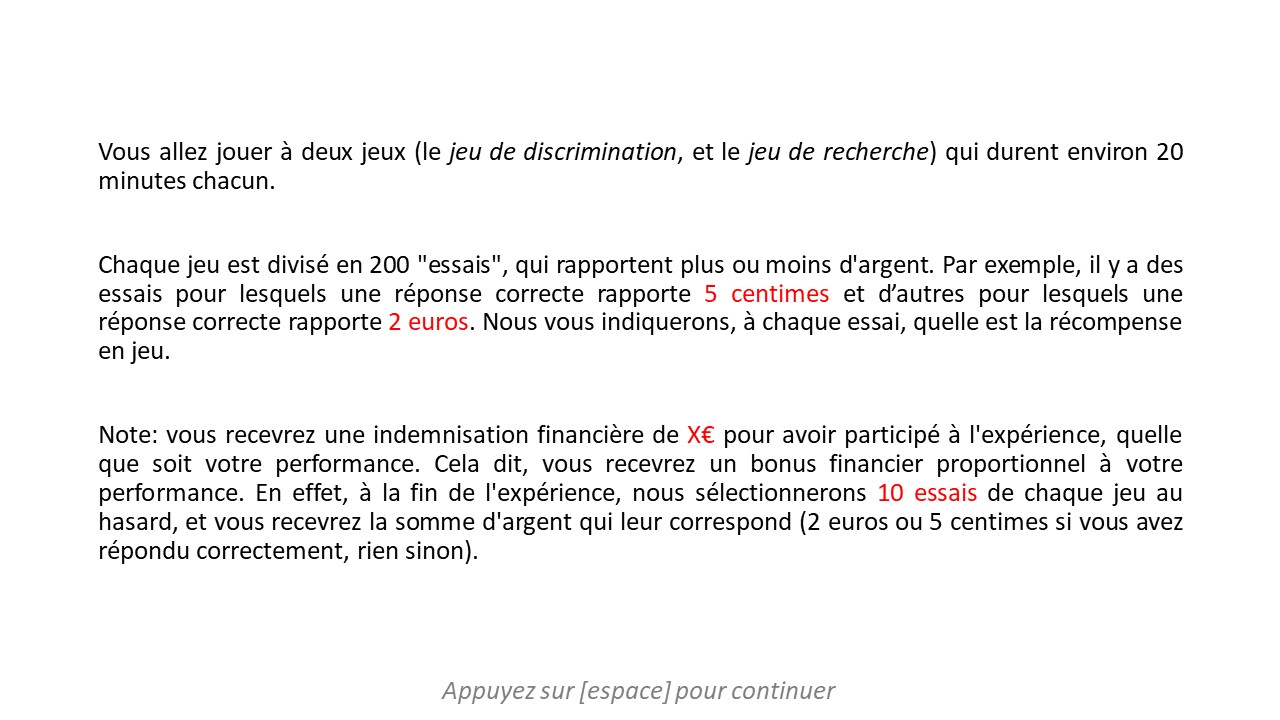 Vous allez jouer à deux jeux (le jeu de discrimination, et le jeu de recherche) qui durent environ 20
minutes chacun.
Chaque jeu est divisé en 200 "essais", qui rapportent plus ou moins d'argent. Par exemple, il y a des
essais pour lesquels une réponse correcte rapporte 5 centimes et d’autres pour lesquels une
réponse correcte rapporte 2 euros. Nous vous indiquerons, à chaque essai, quelle est la récompense
en jeu.
Note: vous recevrez une indemnisation financière de X€ pour avoir participé à l'expérience, quelle
que soit votre performance. Cela dit, vous recevrez un bonus financier proportionnel à votre
performance. En effet, à la fin de l'expérience, nous sélectionnerons 10 essais de chaque jeu au
hasard, et vous recevrez la somme d'argent qui leur correspond (2 euros ou 5 centimes si vous avez
répondu correctement, rien sinon).
Appuyez sur [espace] pour continuer